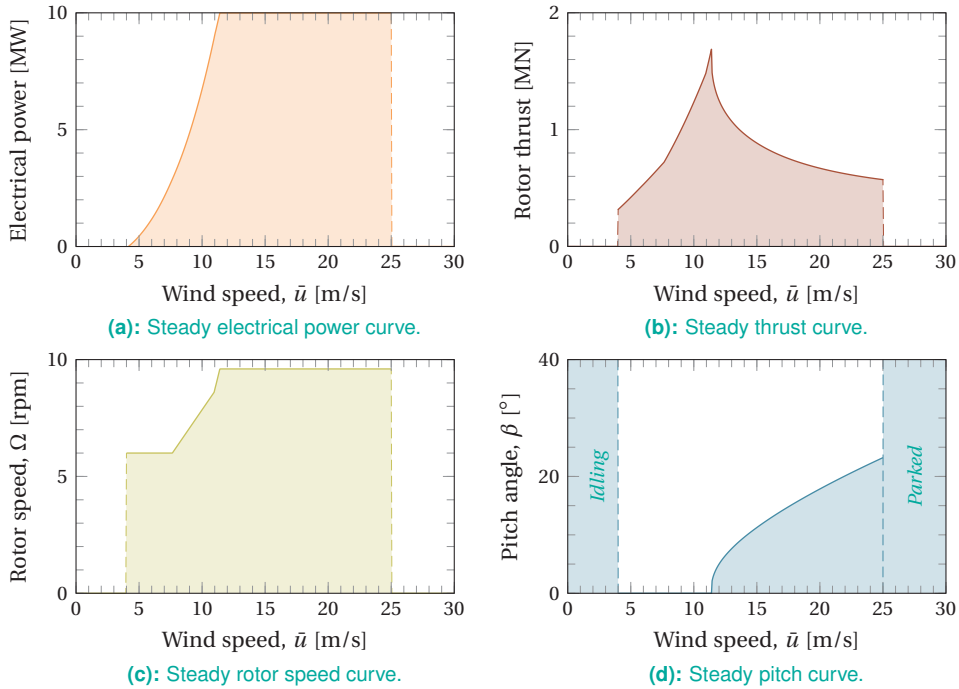 Electrical power [MW]
10
5
0
0 5 10 15 20 25 30
Wind speed, ū [m/s]
(a): Steady electrical power curve.
Rotor thrust [MN]
2
1
0
0 5 10 15 20 25 30
Wind speed, ū [m/s]
(b): Steady thrust curve.
Rotor speed, Ω [rpm]
10
5
0
0 5 10 15 20 25 30
Wind speed, ū [m/s]
(c): Steady rotor speed curve.
Pitch angle, β [°]
40
20
0
Idling
Parked
0 5 10 15 20 25 30
Wind speed, ū [m/s]
(d): Steady pitch curve.